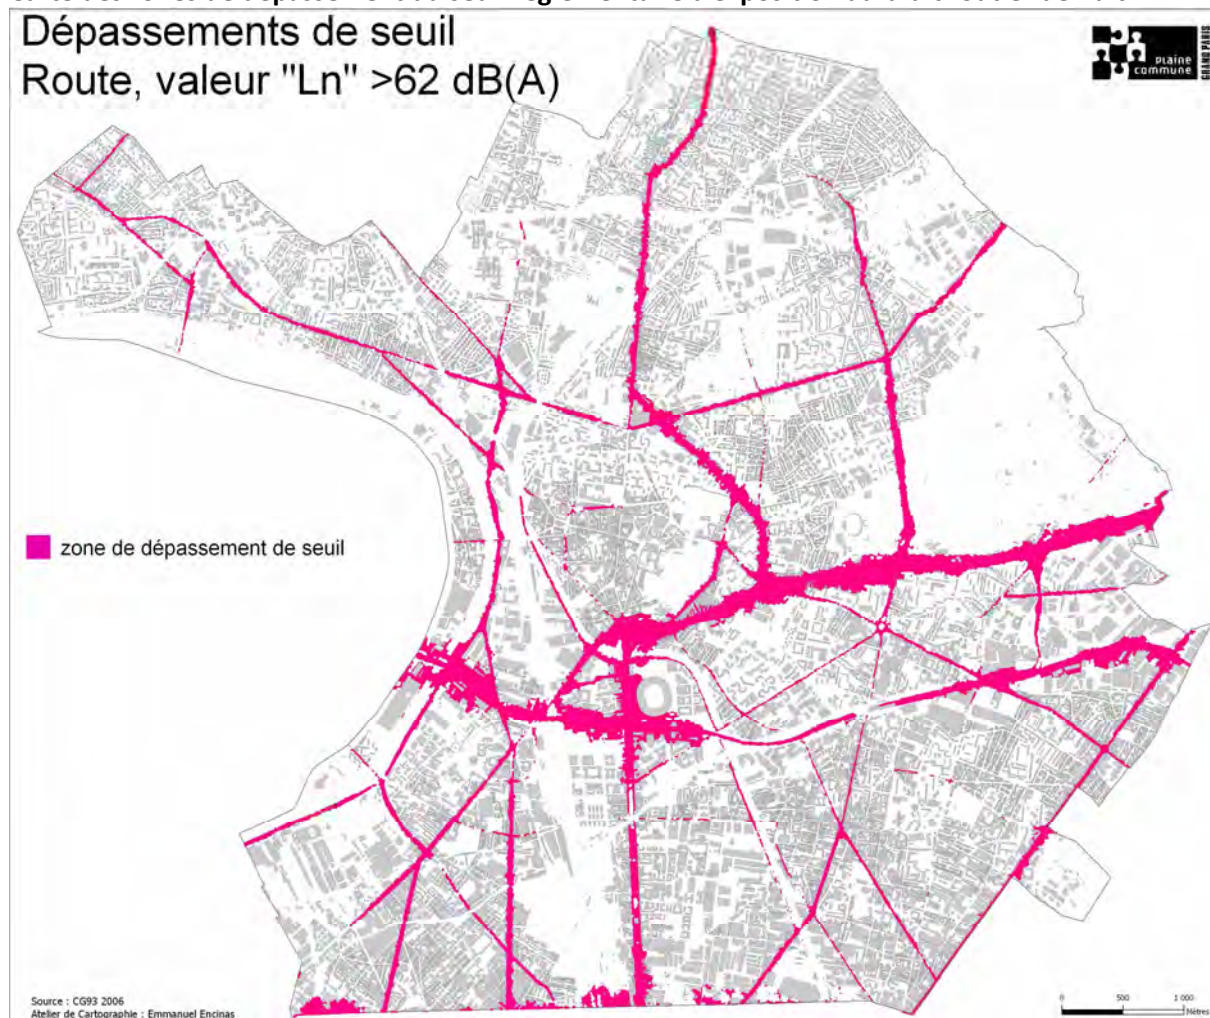 Dépassements de seuil
Route, valeur "Ln" >62 dB(A)
plaine
commune
GRAND PARIS
zone de dépassement de seuil
Source : CG93 2006
Atelier de Cartographie : Emmanuel Encinas
0 500 1 000
Mètres